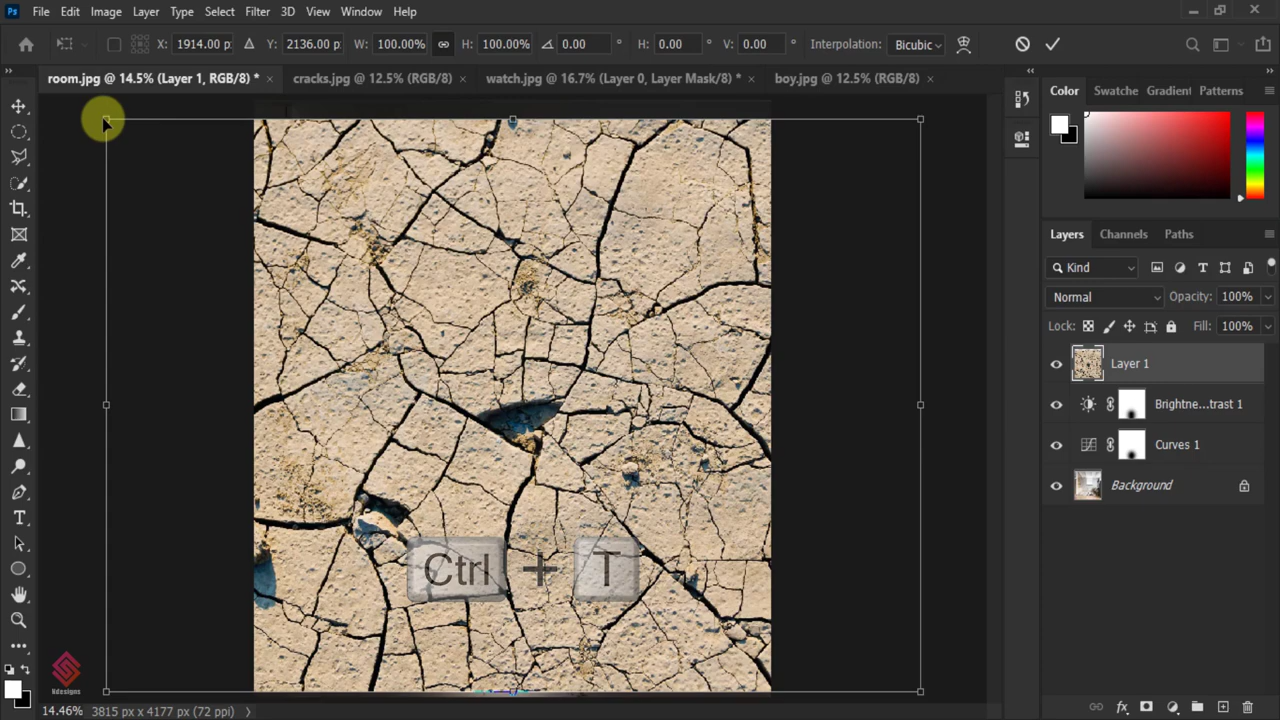 Ps File Edit Image Layer Type Select Filter 3D View Window Help
X: 1914.00 p: Y: 2136.00 p: W: 100.00% H: 100.00% 0.00 ° H: 0.00 ° V: 0.00 ° Interpolation: Bicubic
room.jpg @ 14.5% (Layer 1, RGB/8) * × cracks.jpg @ 12.5% (RGB/8) × watch.jpg @ 16.7% (Layer 0, Layer Mask/8) * × boy.jpg @ 12.5% (RGB/8) ×
Color Swatche Gradien Patterns
Layers Channels Paths
Kind
Normal Opacity: 100%
Lock: Fill: 100%
Layer 1
Brightne...trast 1
Curves 1
Background
Ctrl + T
Kdesigns
14.46% 3815 px x 4177 px (72 ppi)